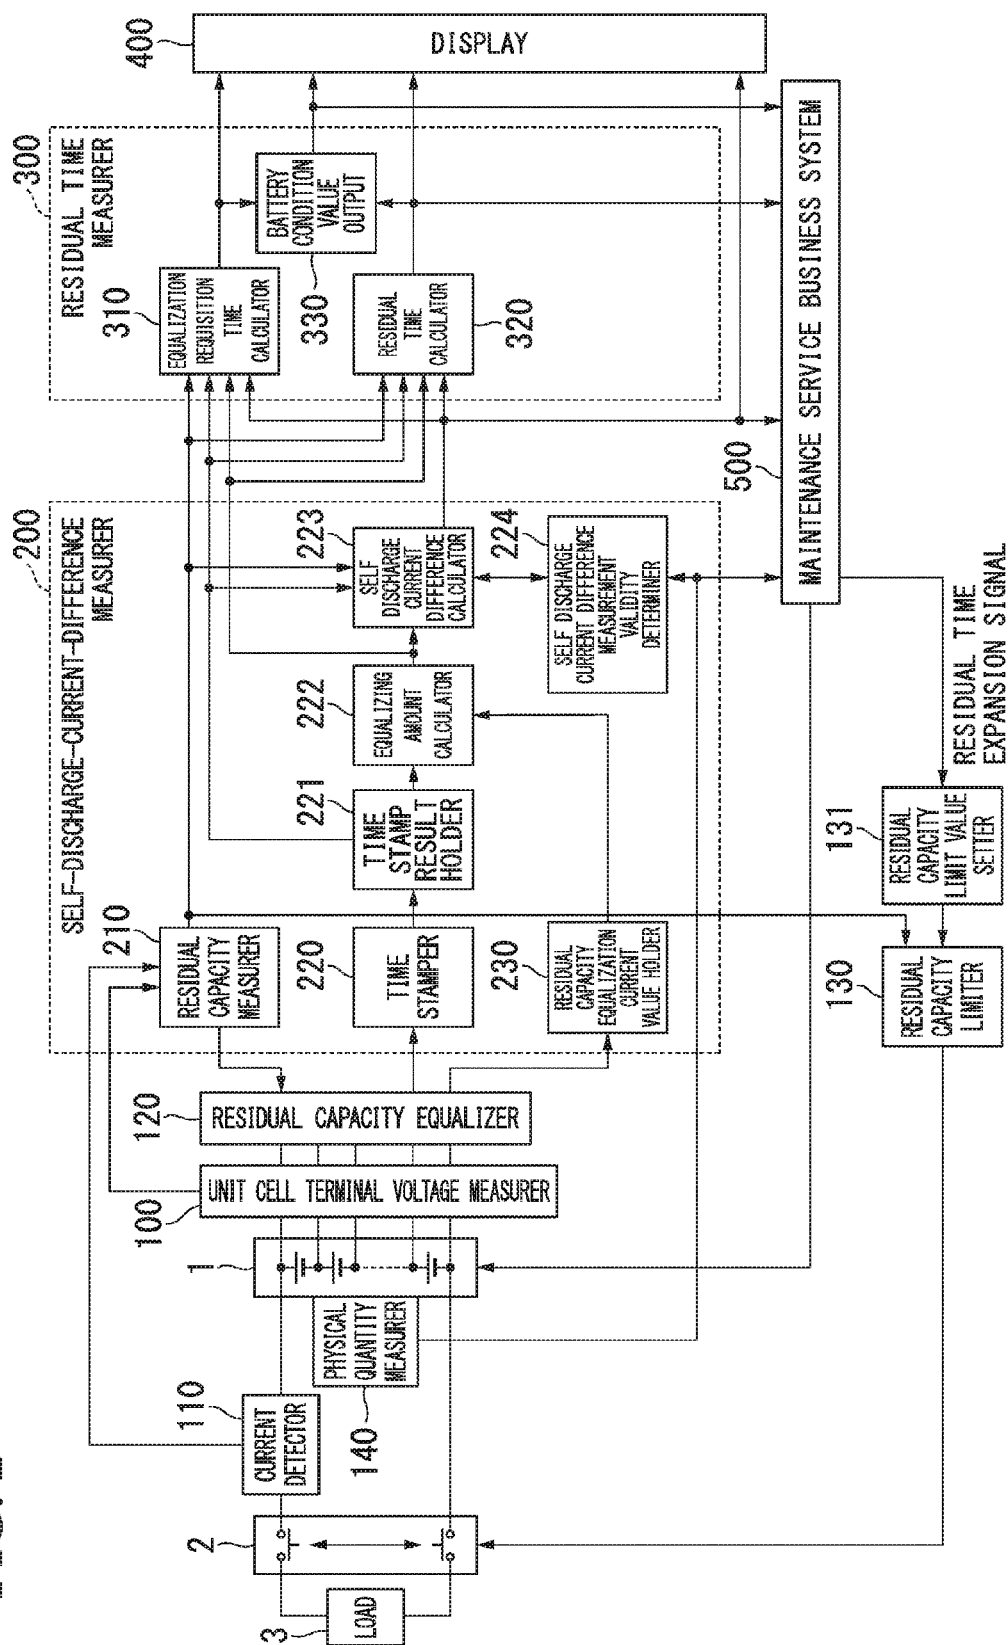 300
RESIDUAL TIME
MEASURER
400
DISPLAY
310
EQUALIZATION
REQUISITION
TIME
CALCULATOR
BATTERY
CONDITION
VALUE
OUTPUT
330
RESIDUAL
TIME
CALCULATOR
320
200
SELF-DISCHARGE-CURRENT-DIFFERENCE
MEASURER
210
RESIDUAL
CAPACITY
MEASURER
220
TIME
STAMPER
221
TIME
STAMP
RESULT
HOLDER
222
EQUALIZING
AMOUNT
CALCULATOR
223
SELF
DISCHARGE
CURRENT
DIFFERENCE
CALCULATOR
224
SELF DISCHARGE
CURRENT DIFFERENCE
MEASUREMENT
VALIDITY
DETERMINER
230
RESIDUAL
CAPACITY
EQUALIZATION
CURRENT
VALUE HOLDER
500
MAINTENANCE SERVICE BUSINESS SYSTEM
RESIDUAL TIME
EXPANSION SIGNAL
131
RESIDUAL
CAPACITY
LIMIT VALUE
SETTER
130
RESIDUAL
CAPACITY
LIMITER
120
RESIDUAL CAPACITY EQUALIZER
100
UNIT CELL TERMINAL VOLTAGE MEASURER
1
PHYSICAL
QUANTITY
MEASURER
140
110
CURRENT
DETECTOR
2
3
LOAD